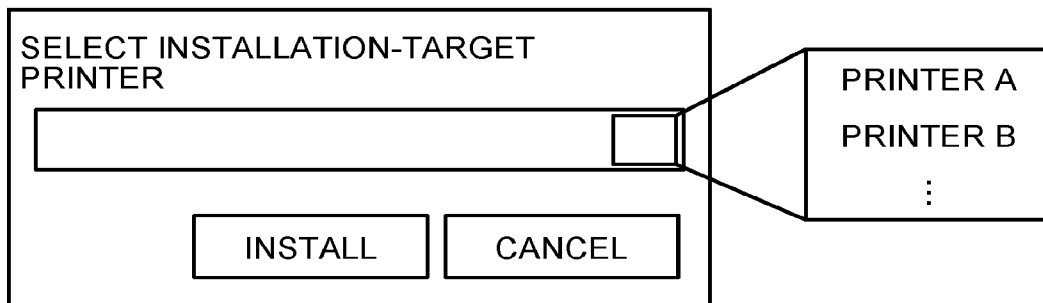 SELECT INSTALLATION-TARGET
PRINTER
PRINTER A
PRINTER B
⋮
INSTALL
CANCEL